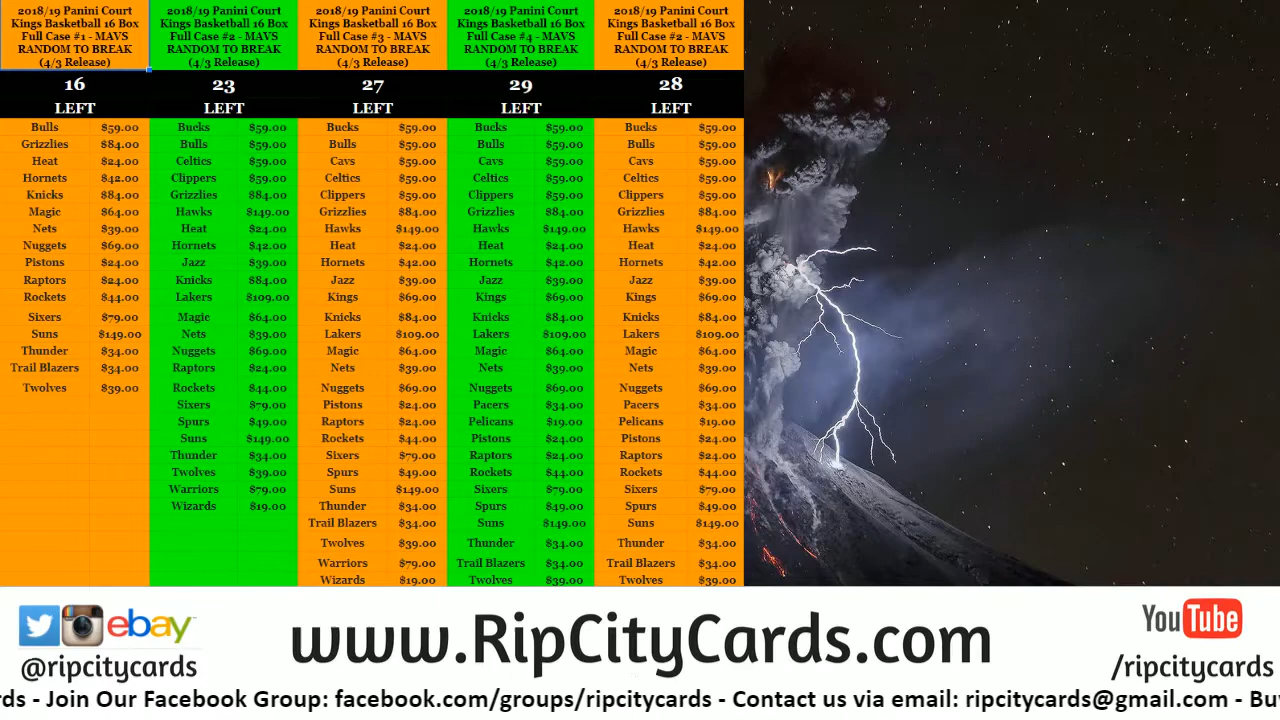 2018/19 Panini Court Kings Basketball 16 Box Full Case #1 - MAVS RANDOM TO BREAK (4/3 Release)
16
LEFT
Bulls $59.00
Grizzlies $84.00
Heat $24.00
Hornets $42.00
Knicks $84.00
Magic $64.00
Nets $39.00
Nuggets $69.00
Pistons $24.00
Raptors $24.00
Rockets $44.00
Sixers $79.00
Suns $149.00
Thunder $34.00
Trail Blazers $34.00
Twolves $39.00
2018/19 Panini Court Kings Basketball 16 Box Full Case #2 - MAVS RANDOM TO BREAK (4/3 Release)
23
LEFT
Bucks $59.00
Bulls $59.00
Celtics $59.00
Clippers $59.00
Grizzlies $84.00
Hawks $149.00
Heat $24.00
Hornets $42.00
Jazz $39.00
Knicks $84.00
Lakers $109.00
Magic $64.00
Nets $39.00
Nuggets $69.00
Raptors $24.00
Rockets $44.00
Sixers $79.00
Spurs $49.00
Suns $149.00
Thunder $34.00
Twolves $39.00
Warriors $79.00
Wizards $19.00
2018/19 Panini Court Kings Basketball 16 Box Full Case #3 - MAVS RANDOM TO BREAK (4/3 Release)
27
LEFT
Bucks $59.00
Bulls $59.00
Cavs $59.00
Celtics $59.00
Clippers $59.00
Grizzlies $84.00
Hawks $149.00
Heat $24.00
Hornets $42.00
Jazz $39.00
Kings $69.00
Knicks $84.00
Lakers $109.00
Magic $64.00
Nets $39.00
Nuggets $69.00
Pistons $24.00
Raptors $24.00
Rockets $44.00
Sixers $79.00
Spurs $49.00
Suns $149.00
Thunder $34.00
Trail Blazers $34.00
Twolves $39.00
Warriors $79.00
Wizards $19.00
2018/19 Panini Court Kings Basketball 16 Box Full Case #4 - MAVS RANDOM TO BREAK (4/3 Release)
29
LEFT
Bucks $59.00
Bulls $59.00
Cavs $59.00
Celtics $59.00
Clippers $59.00
Grizzlies $84.00
Hawks $149.00
Heat $24.00
Hornets $42.00
Jazz $39.00
Kings $69.00
Knicks $84.00
Lakers $109.00
Magic $64.00
Nets $39.00
Nuggets $69.00
Pacers $34.00
Pelicans $19.00
Pistons $24.00
Raptors $24.00
Rockets $44.00
Sixers $79.00
Spurs $49.00
Suns $149.00
Thunder $34.00
Trail Blazers $34.00
Twolves $39.00
2018/19 Panini Court Kings Basketball 16 Box Full Case #2 - MAVS RANDOM TO BREAK (4/3 Release)
28
LEFT
Bucks $59.00
Bulls $59.00
Cavs $59.00
Celtics $59.00
Clippers $59.00
Grizzlies $84.00
Hawks $149.00
Heat $24.00
Hornets $42.00
Jazz $39.00
Kings $69.00
Knicks $84.00
Lakers $109.00
Magic $64.00
Nets $39.00
Nuggets $69.00
Pacers $34.00
Pelicans $19.00
Pistons $24.00
Raptors $24.00
Rockets $44.00
Sixers $79.00
Spurs $49.00
Suns $149.00
Thunder $34.00
Trail Blazers $34.00
Twolves $39.00
ebay
@ripcitycards
www.RipCityCards.com
YouTube
/ripcitycards
rds - Join Our Facebook Group: facebook.com/groups/ripcitycards - Contact us via email: ripcitycards@gmail.com - Bu